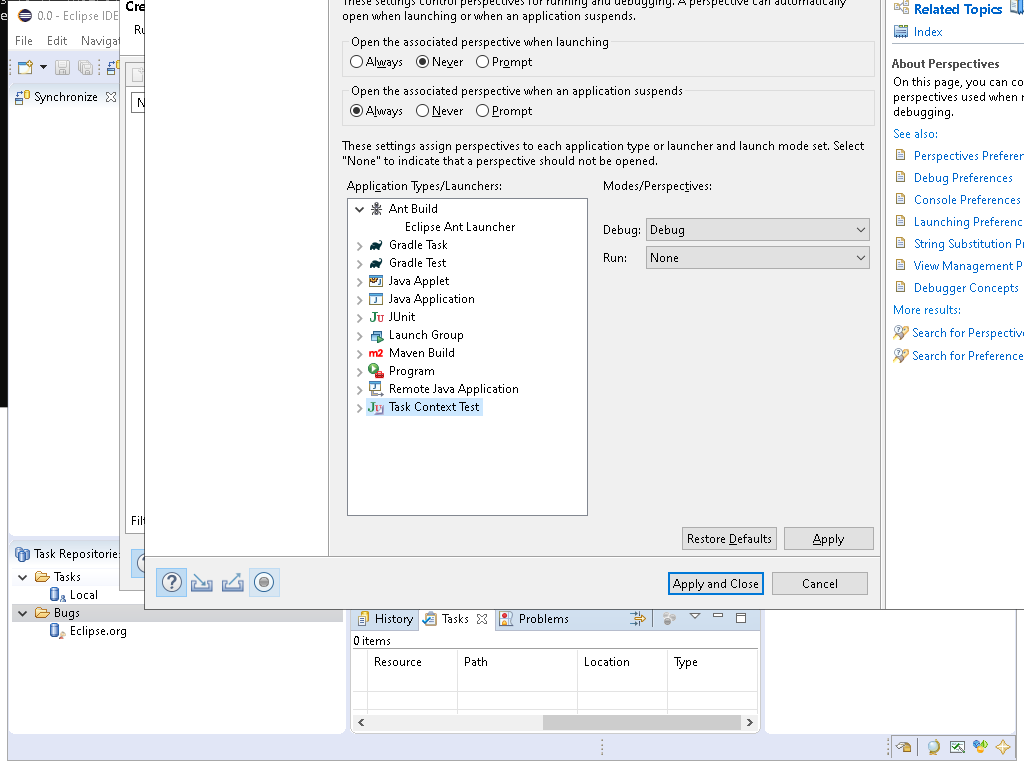 0.0 - Eclipse IDE
File Edit Navigat
Synchronize
Cre
Ru
N
Filt
These settings control perspectives for running and debugging. A perspective can automatically
open when launching or when an application suspends.
Open the associated perspective when launching
Always Never Prompt
Open the associated perspective when an application suspends
Always Never Prompt
These settings assign perspectives to each application type or launcher and launch mode set. Select
"None" to indicate that a perspective should not be opened.
Application Types/Launchers:
Modes/Perspectives:
Ant Build
Eclipse Ant Launcher
Gradle Task
Gradle Test
Java Applet
Java Application
JUnit
Launch Group
Maven Build
Program
Remote Java Application
Task Context Test
Debug: Debug
Run: None
Restore Defaults Apply
Apply and Close Cancel
Related Topics
Index
About Perspectives
On this page, you can co
perspectives used when r
debugging.
See also:
Perspectives Preferen
Debug Preferences
Console Preferences
Launching Preferenc
String Substitution Pr
View Management P
Debugger Concepts
More results:
Search for Perspective
Search for Preference
Task Repositories
Tasks
Local
Bugs
Eclipse.org
History Tasks Problems
0 items
Resource Path Location Type